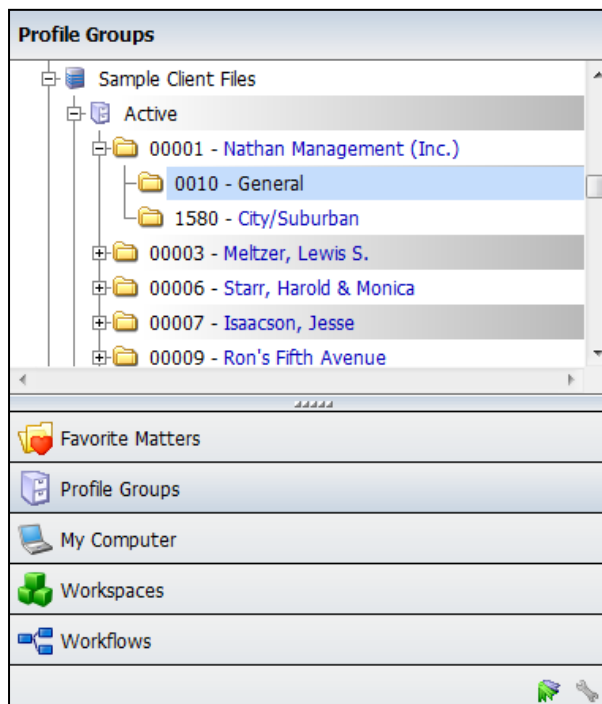 Profile Groups
Sample Client Files
Active
00001 - Nathan Management (Inc.)
0010 - General
1580 - City/Suburban
00003 - Meltzer, Lewis S.
00006 - Starr, Harold & Monica
00007 - Isaacson, Jesse
00009 - Ron's Fifth Avenue
Favorite Matters
Profile Groups
My Computer
Workspaces
Workflows